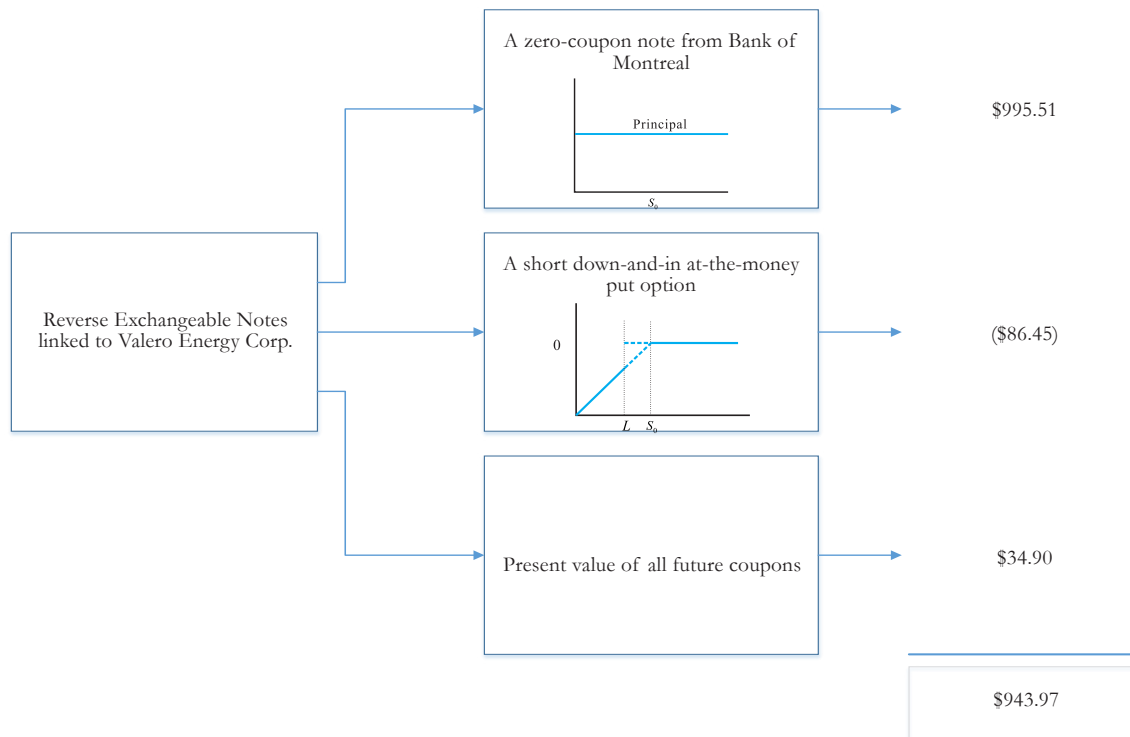 A zero-coupon note from Bank of
Montreal
Principal
S₀
$995.51
Reverse Exchangeable Notes
linked to Valero Energy Corp.
A short down-and-in at-the-money
put option
0
L S₀
($86.45)
Present value of all future coupons
$34.90
$943.97